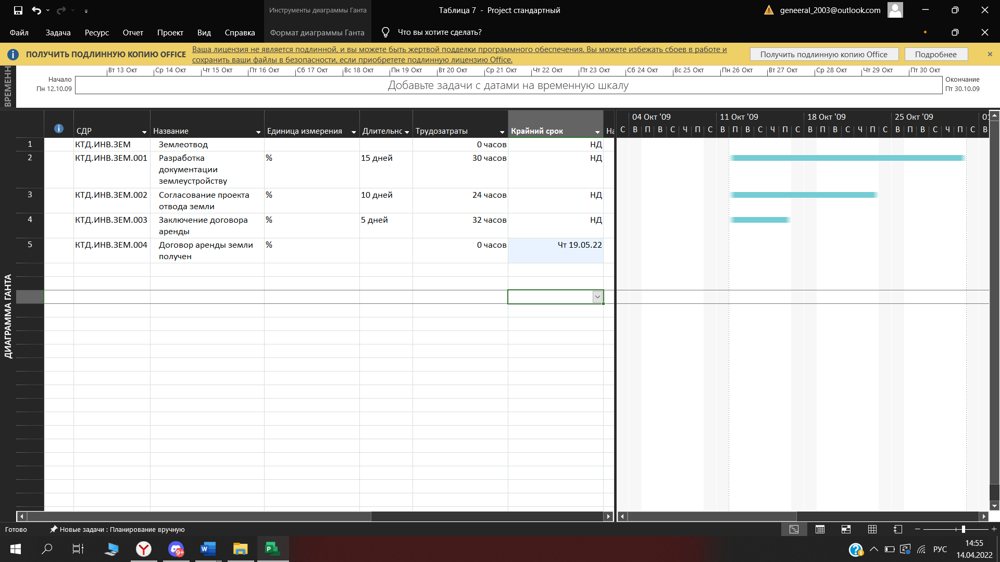 Инструменты диаграммы Ганта
Таблица 7 - Project стандартный
geneeral_2003@outlook.com
Файл Задача Ресурс Отчет Проект Вид Справка Формат диаграммы Ганта Что вы хотите сделать?
ПОЛУЧИТЬ ПОДЛИННУЮ КОПИЮ OFFICE
Ваша лицензия не является подлинной, и вы можете быть жертвой подделки программного обеспечения. Вы можете избежать сбоев в работе и
сохранить ваши файлы в безопасности, если приобретете подлинную лицензию Office.
Получить подлинную копию Office
Подробнее
ВРЕМЕНН
Вт 13 Окт Ср 14 Окт Чт 15 Окт Пт 16 Окт Сб 17 Окт Вс 18 Окт Пн 19 Окт Вт 20 Окт Ср 21 Окт Чт 22 Окт Пт 23 Окт Сб 24 Окт Вс 25 Окт Пн 26 Окт Вт 27 Окт Ср 28 Окт Чт 29 Окт Пт 30 Окт
Начало
Пн 12.10.09
Добавьте задачи с датами на временную шкалу
Окончание
Пт 30.10.09
ДИАГРАММА ГАНТА
СДР Название Единица измерения Длительнс Трудозатраты Крайний срок На
04 Окт '09 11 Окт '09 18 Окт '09 25 Окт '09 01
С В П В С Ч П С В П В С Ч П С В П В С Ч П С В П В С Ч П С В
1 КТД.ИНВ.ЗЕМ Землеотвод 0 часов НД
2 КТД.ИНВ.ЗЕМ.001 Разработка % 15 дней 30 часов НД
документации
землеустройству
3 КТД.ИНВ.ЗЕМ.002 Согласование проекта % 10 дней 24 часов НД
отвода земли
4 КТД.ИНВ.ЗЕМ.003 Заключение договора % 5 дней 32 часов НД
аренды
5 КТД.ИНВ.ЗЕМ.004 Договор аренды земли % 0 часов Чт 19.05.22
получен
Готово
Новые задачи : Планирование вручную
9+
РУС
14:55
14.04.2022